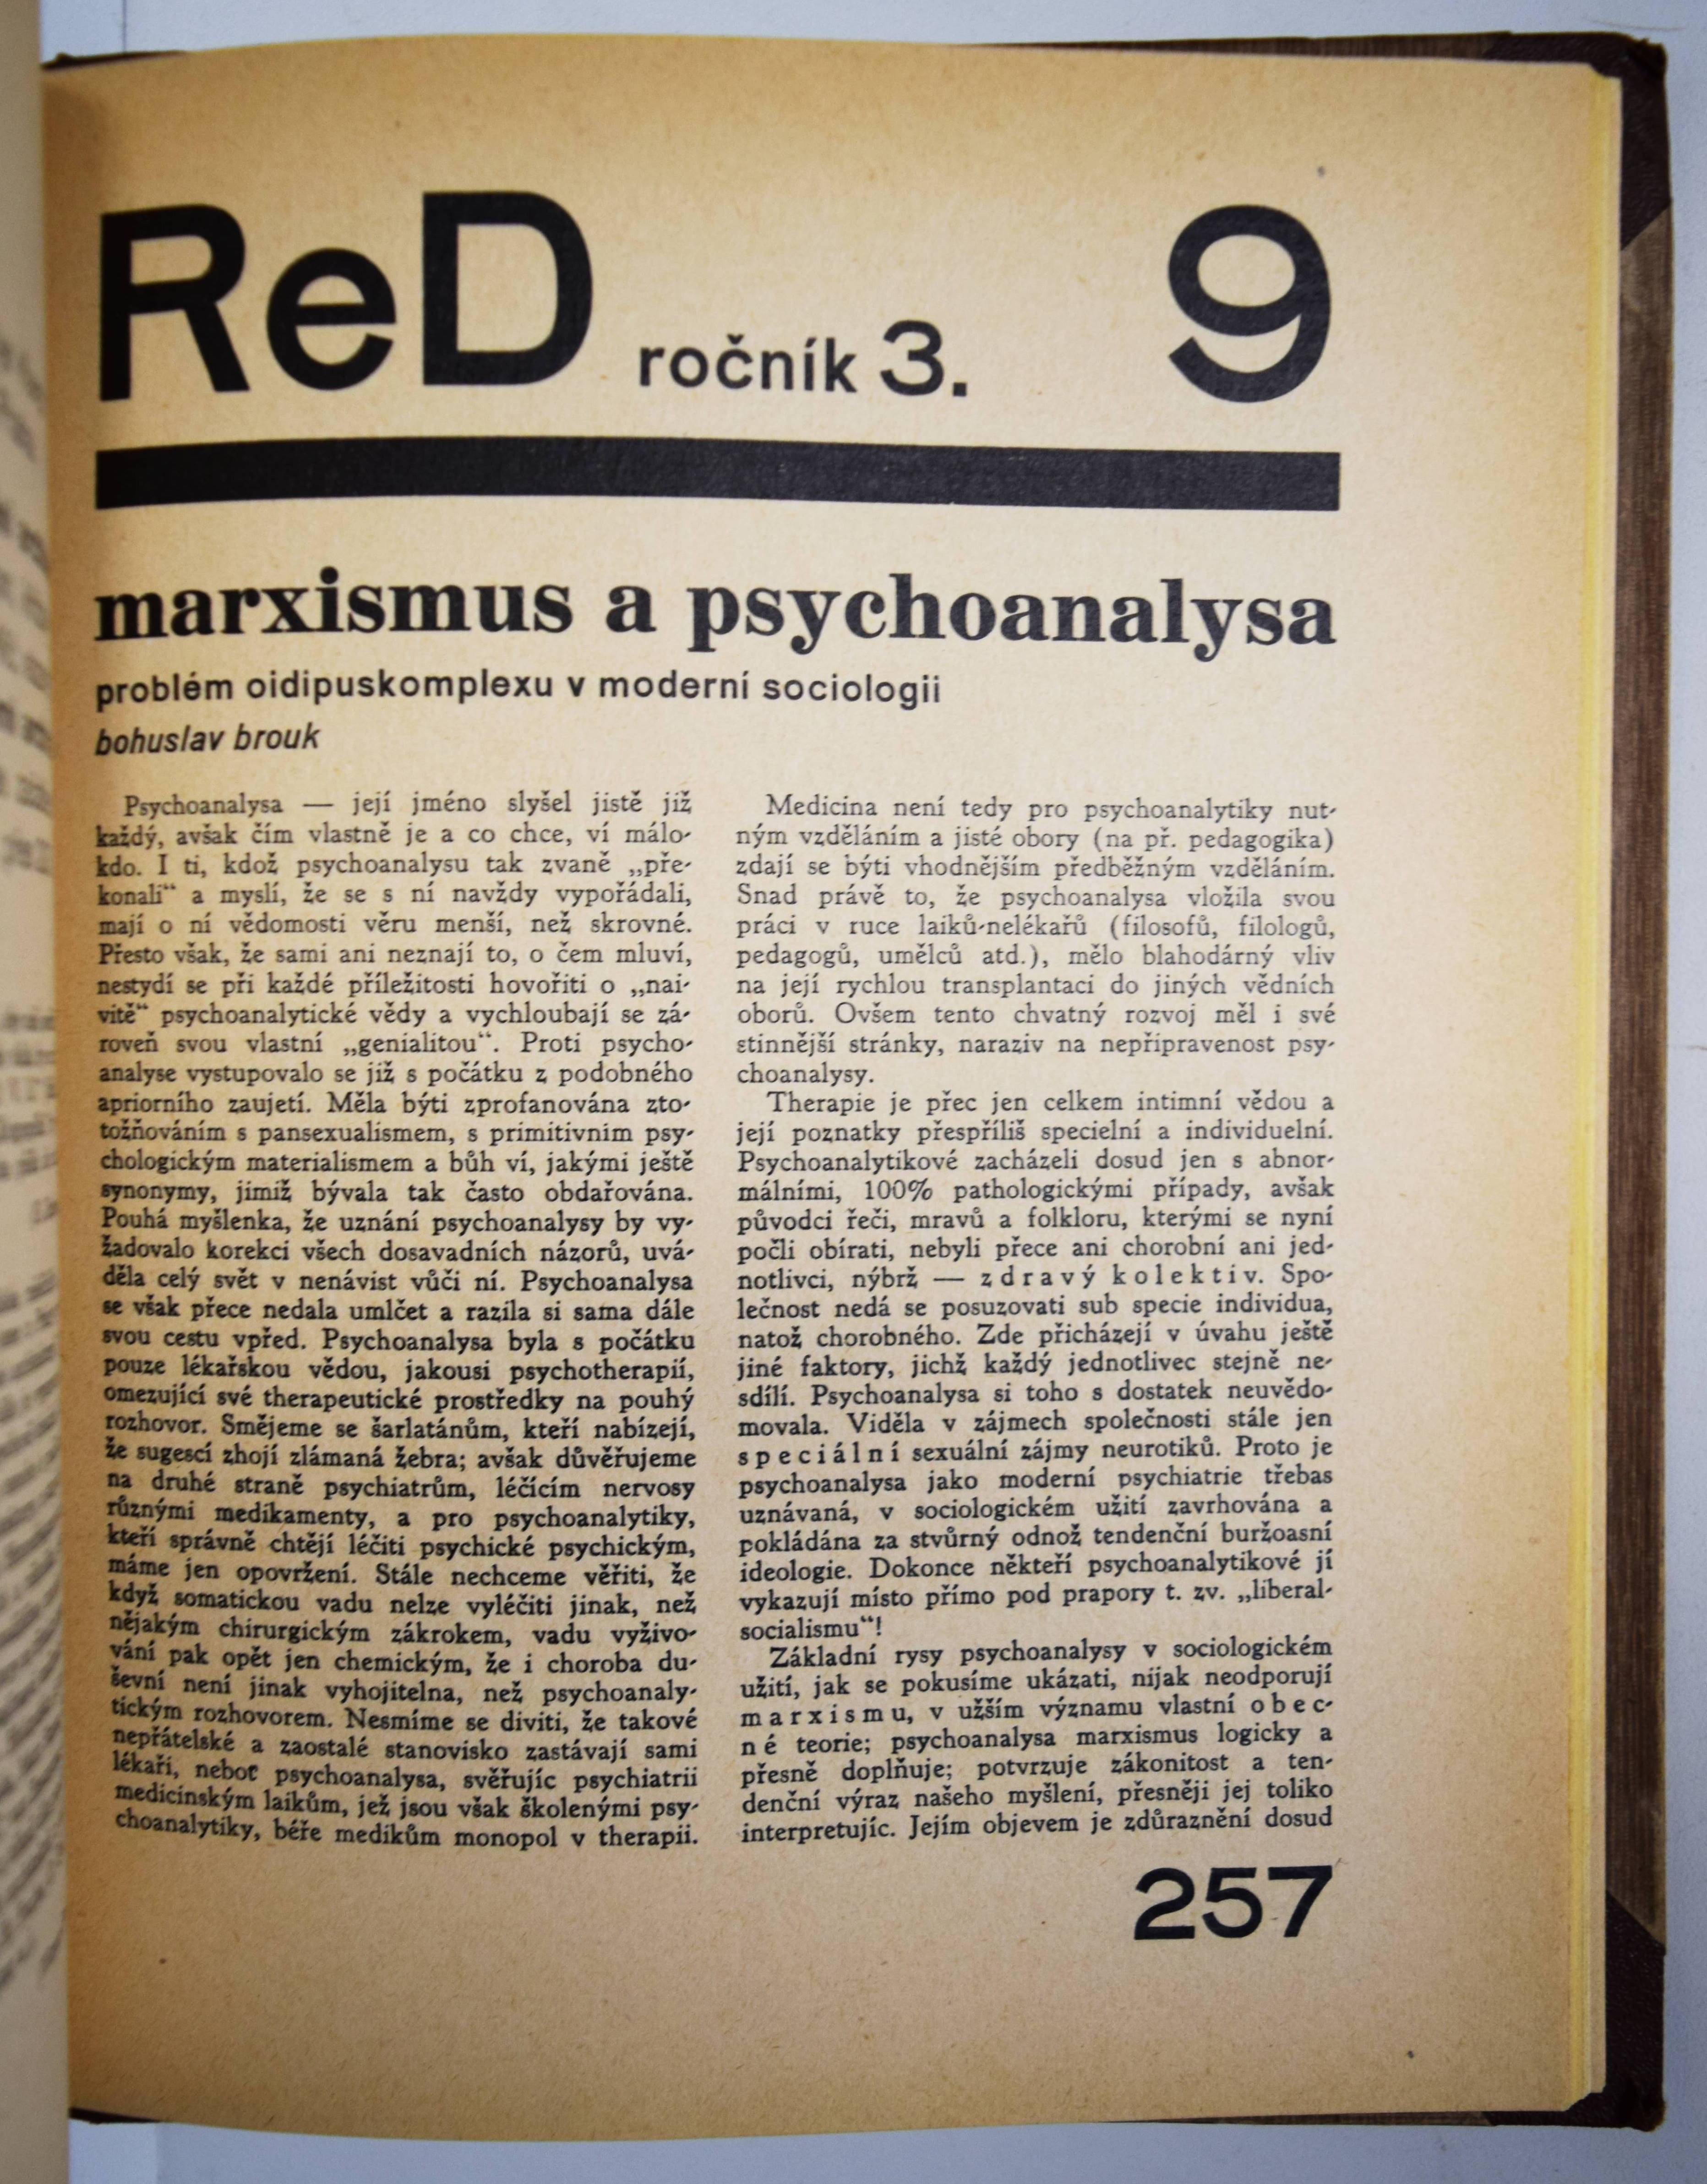 ReD ročník 3. 9
marxismus a psychoanalysa
problém oidipuskomplexu v moderní sociologii
bohuslav brouk
Psychoanalysa — její jméno slyšel jistě již
každý, avšak čím vlastně je a co chce, ví málo-
kdo. I ti, kdož psychoanalysu tak zvaně „pře-
konali“ a myslí, že se s ní navždy vypořádali,
mají o ní vědomosti věru menší, než skrovné.
Přesto však, že sami ani neznají to, o čem mluví,
nestydí se při každé příležitosti hovořiti o „nai-
vitě“ psychoanalytické vědy a vychloubají se zá-
roveň svou vlastní „genialitou“. Proti psycho-
analyse vystupovalo se již s počátku z podobného
apriorního zaujetí. Měla býti zprofanována zto-
tožňováním s pansexualismem, s primitivnim psy-
chologickým materialismem a bůh ví, jakými ještě
synonymy, jimiž bývala tak často obdařována.
Pouhá myšlenka, že uznání psychoanalysy by vy-
žadovalo korekci všech dosavadních názorů, uvá-
děla celý svět v nenávist vůči ní. Psychoanalysa
se však přece nedala umlčet a razila si sama dále
svou cestu vpřed. Psychoanalysa byla s počátku
pouze lékařskou vědou, jakousi psychotherapií,
omezující své therapeutické prostředky na pouhý
rozhovor. Smějeme se šarlatánům, kteří nabízejí,
že sugescí zhojí zlámaná žebra; avšak důvěřujeme
na druhé straně psychiatrům, léčícím nervosy
různými medikamenty, a pro psychoanalytiky,
kteří správně chtějí léčiti psychické psychickým,
máme jen opovržení. Stále nechceme věřiti, že
když somatickou vadu nelze vyléčiti jinak, než
nějakým chirurgickým zákrokem, vadu vyživo-
vání pak opět jen chemickým, že i choroba du-
ševní není jinak vyhojitelna, než psychoanaly-
tickým rozhovorem. Nesmíme se diviti, že takové
nepřátelské a zaostalé stanovisko zastávají sami
lékaři, neboť psychoanalysa, svěřujíc psychiatrii
medicinským laikům, jež jsou však školenými psy-
choanalytiky, béře medikům monopol v therapii.
Medicina není tedy pro psychoanalytiky nut-
ným vzděláním a jisté obory (na př. pedagogika)
zdají se býti vhodnějším předběžným vzděláním.
Snad právě to, že psychoanalysa vložila svou
práci v ruce laiků-nelékařů (filosofů, filologů,
pedagogů, umělců atd.), mělo blahodárný vliv
na její rychlou transplantaci do jiných vědních
oborů. Ovšem tento chvatný rozvoj měl i své
stinnější stránky, naraziv na nepřipravenost psy-
choanalysy.
Therapie je přec jen celkem intimní vědou a
její poznatky přespříliš specielní a individuelní.
Psychoanalytikové zacházeli dosud jen s abnor-
málními, 100% pathologickými případy, avšak
původci řeči, mravů a folkloru, kterými se nyní
počli obírati, nebyli přece ani chorobní ani jed-
notlivci, nýbrž — zdravý kolektiv. Spo-
lečnost nedá se posuzovati sub specie individua,
natož chorobného. Zde přicházejí v úvahu ještě
jiné faktory, jichž každý jednotlivec stejně ne-
sdílí. Psychoanalysa si toho s dostatek neuvědo-
movala. Viděla v zájmech společnosti stále jen
speciální sexuální zájmy neurotiků. Proto je
psychoanalysa jako moderní psychiatrie třebas
uznávaná, v sociologickém užití zavrhována a
pokládána za stvůrný odnož tendenční buržoasní
ideologie. Dokonce někteří psychoanalytikové jí
vykazují místo přímo pod prapory t. zv. „liberal-
socialismu“!
Základní rysy psychoanalysy v sociologickém
užití, jak se pokusíme ukázati, nijak neodporují
marxismu, v užším významu vlastní obec-
né teorie; psychoanalysa marxismus logicky a
přesně doplňuje; potvrzuje zákonitost a ten-
denční výraz našeho myšlení, přesněji jej toliko
interpretujíc. Jejím objevem je zdůraznění dosud
257